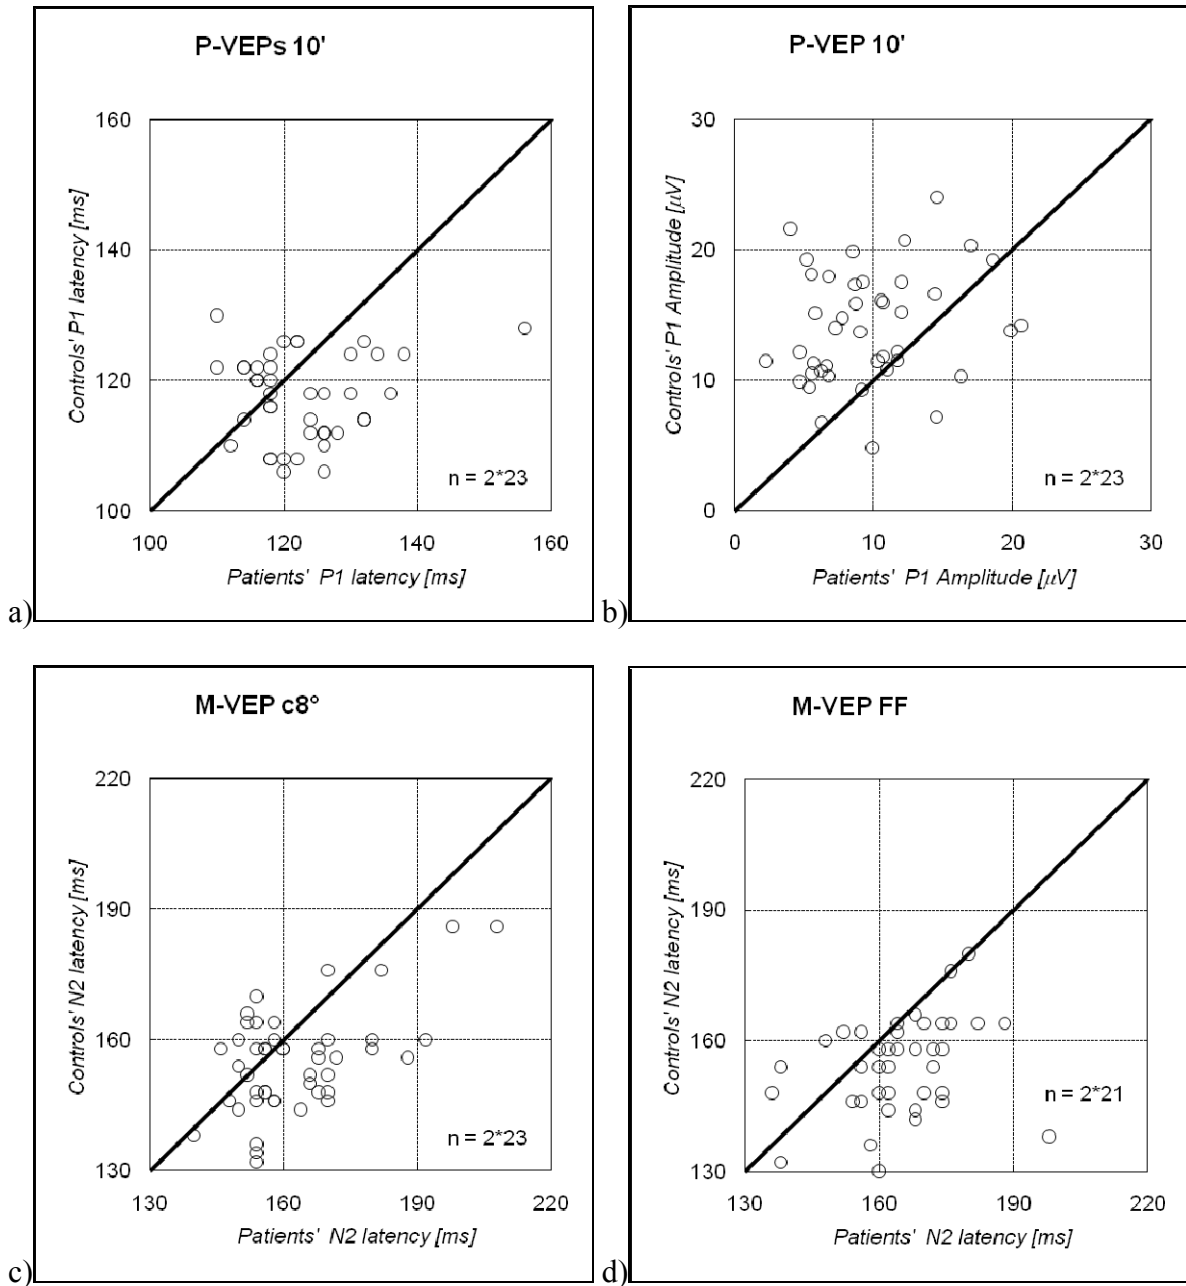 P-VEPs 10'
160
140
120
100
Controls' P1 latency [ms]
n = 2*23
100 120 140 160
Patients' P1 latency [ms]
a)
P-VEP 10'
30
20
10
0
Controls' P1 Amplitude [µV]
n = 2*23
0 10 20 30
Patients' P1 Amplitude [µV]
b)
M-VEP c8°
220
190
160
130
Controls' N2 latency [ms]
n = 2*23
130 160 190 220
Patients' N2 latency [ms]
c)
M-VEP FF
220
190
160
130
Controls' N2 latency [ms]
n = 2*21
130 160 190 220
Patients' N2 latency [ms]
d)